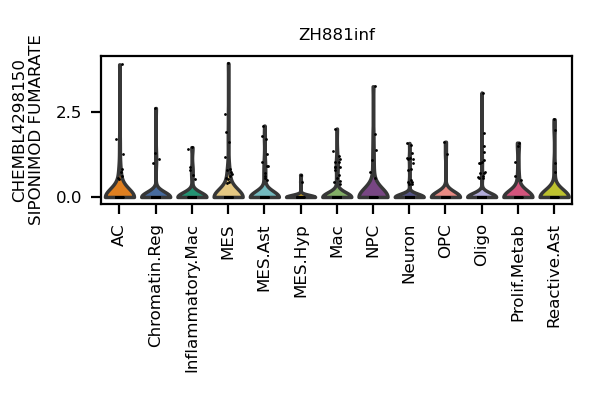 ZH881inf
CHEMBL4298150
SIPONIMOD FUMARATE
2.5
0.0
AC
Chromatin.Reg
Inflammatory.Mac
MES
MES.Ast
MES.Hyp
Mac
NPC
Neuron
OPC
Oligo
Prolif.Metab
Reactive.Ast